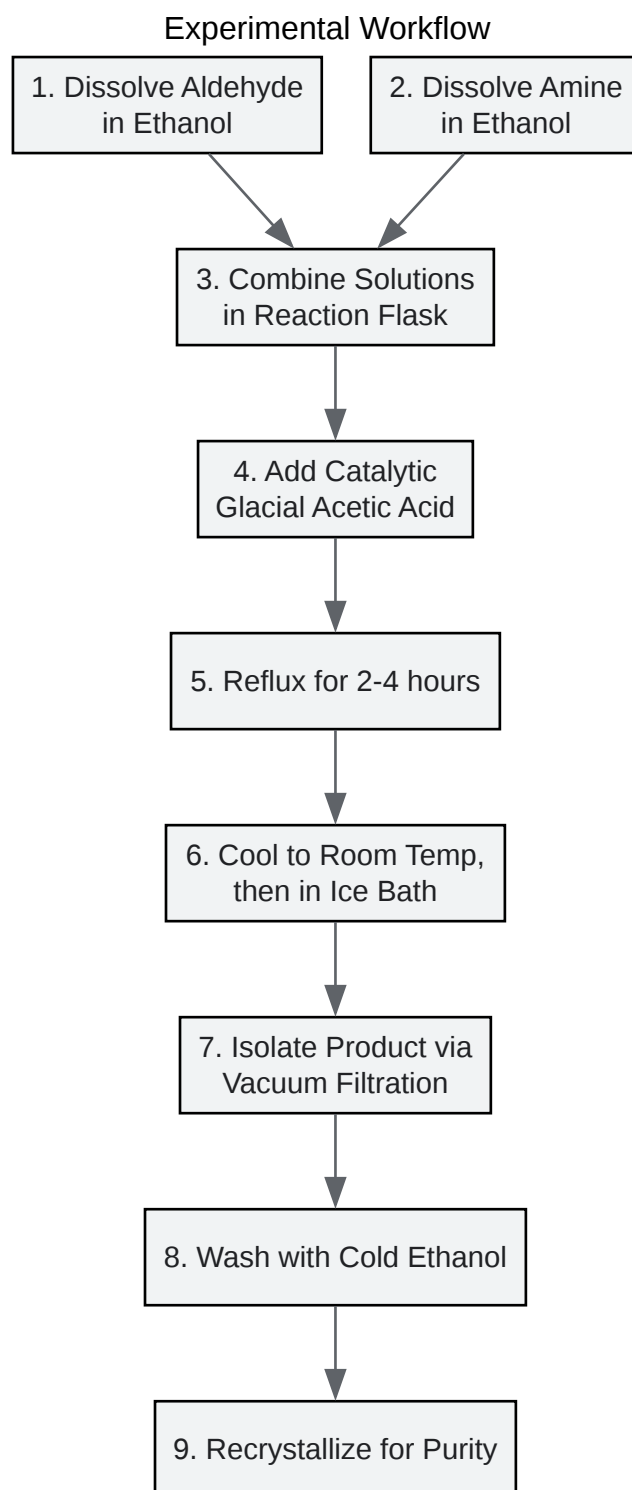 Experimental Workflow
1. Dissolve Aldehyde
in Ethanol
2. Dissolve Amine
in Ethanol
3. Combine Solutions
in Reaction Flask
4. Add Catalytic
Glacial Acetic Acid
5. Reflux for 2-4 hours
6. Cool to Room Temp,
then in Ice Bath
7. Isolate Product via
Vacuum Filtration
8. Wash with Cold Ethanol
9. Recrystallize for Purity